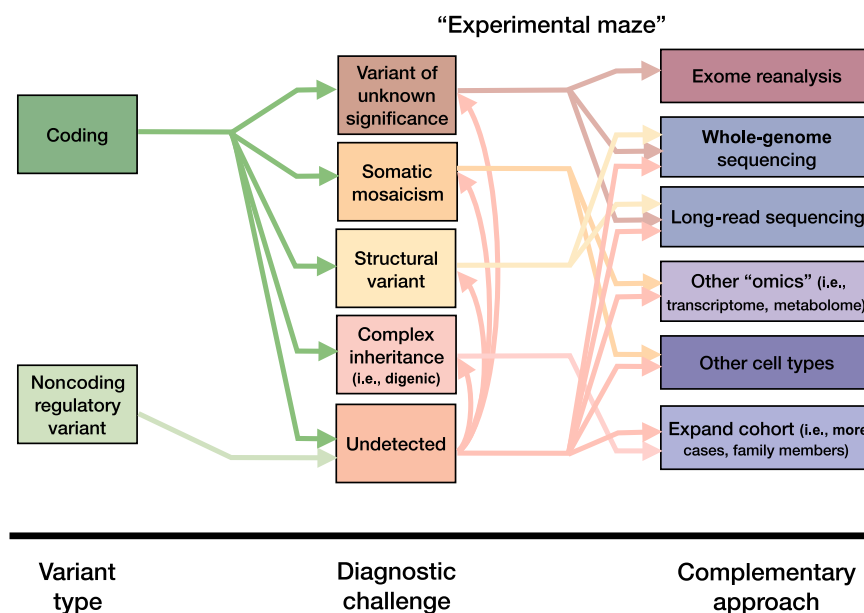 “Experimental maze”
Coding
Noncoding
regulatory
variant
Variant of
unknown
significance
Somatic
mosaicism
Structural
variant
Complex
inheritance
(i.e., digenic)
Undetected
Exome reanalysis
Whole-genome
sequencing
Long-read sequencing
Other “omics” (i.e.,
transcriptome, metabolome)
Other cell types
Expand cohort (i.e., more
cases, family members)
Variant
type
Diagnostic
challenge
Complementary
approach